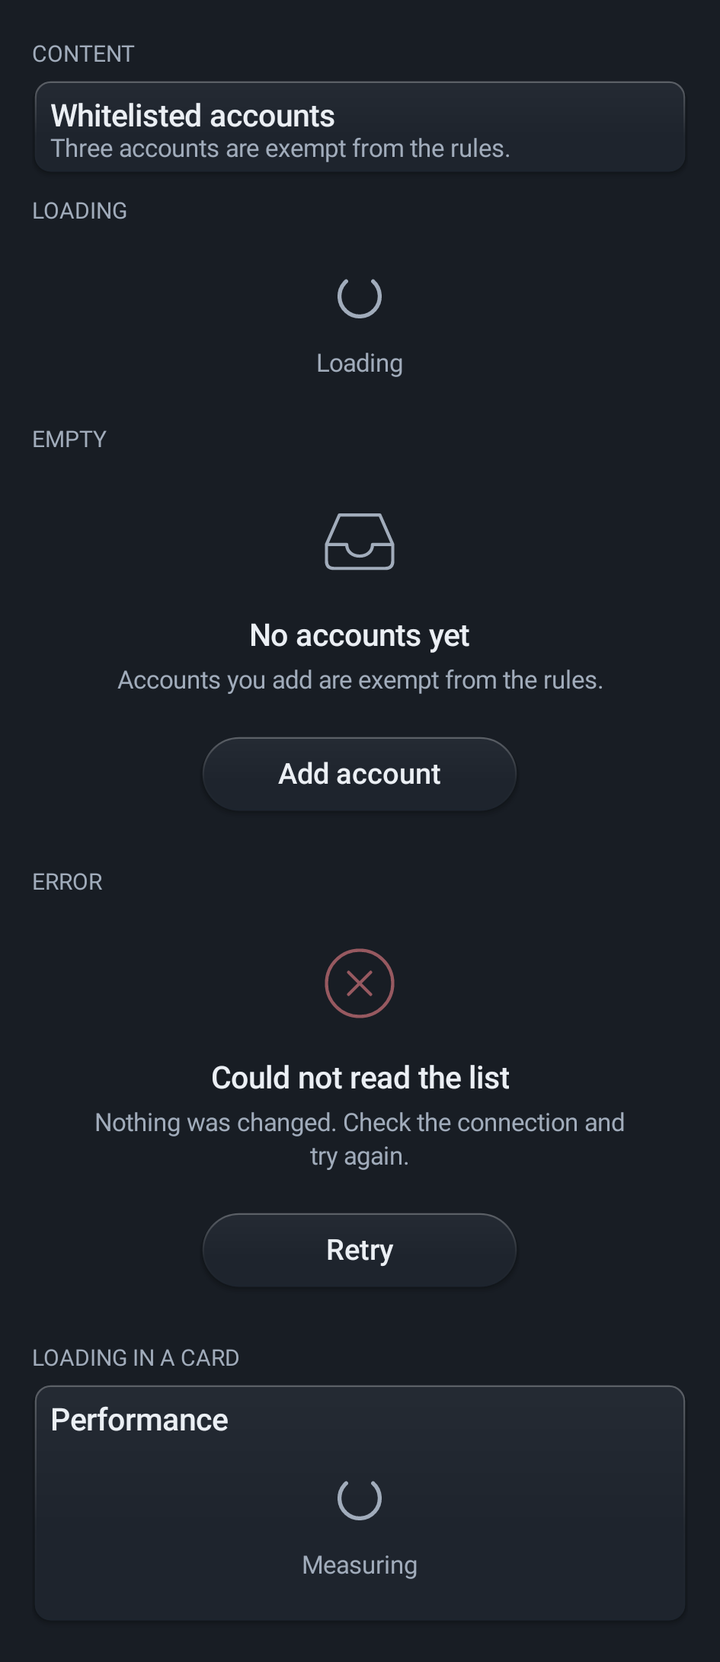 CONTENT
Whitelisted accounts
Three accounts are exempt from the rules.
LOADING
Loading
EMPTY
No accounts yet
Accounts you add are exempt from the rules.
Add account
ERROR
Could not read the list
Nothing was changed. Check the connection and
try again.
Retry
LOADING IN A CARD
Performance
Measuring